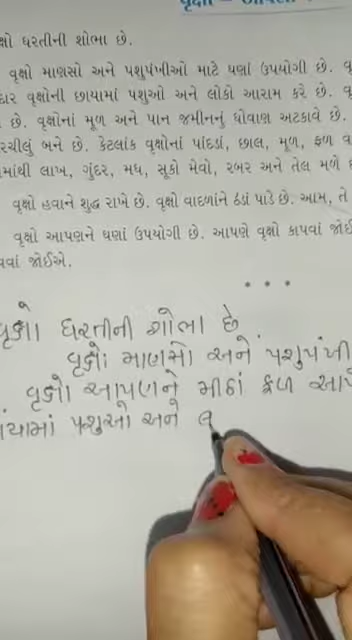 વૃક્ષો ધરતીની શોભા છે.
વૃક્ષો માણસો અને પશુપંખીઓ માટે ઘણાં ઉપયોગી છે.
વૃક્ષોની છાયામાં પશુઓ અને લોકો આરામ કરે છે.
છે. વૃક્ષોનાં મૂળ અને પાન જમીનનું ધોવાણ અટકાવે છે.
બને છે. કેટલાંક વૃક્ષોનાં પાંદડાં, છાલ, મૂળ, ફળ
લાખ, ગુંદર, મધ, સૂકો મેવો, રબર અને તેલ મળે
વૃક્ષો હવાને શુદ્ધ રાખે છે. વૃક્ષો વાદળાંને ઠંડાં પાડે છે. આમ, તે
વૃક્ષો આપણને ઘણાં ઉપયોગી છે. આપણે વૃક્ષો કાપવાં જોઈએ
જોઈએ.
વૃક્ષો ધરતીની શોભા છે
વૃક્ષો માણસો અને પશુપંખી
વૃક્ષો આપણને મીઠાં ફળ
પશુઓ અને લ